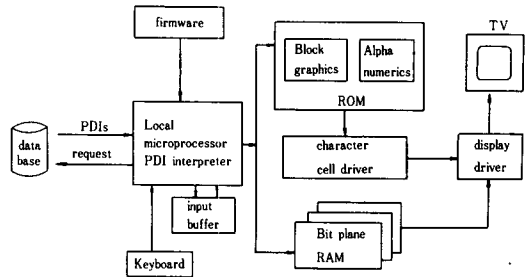 firmware
TV
Block
graphics
Alpha
numerics
ROM
PDIs
data
base
request
Local
microprocessor
PDI interpreter
character
cell driver
display
driver
input
buffer
Bit plane
RAM
Keyboard